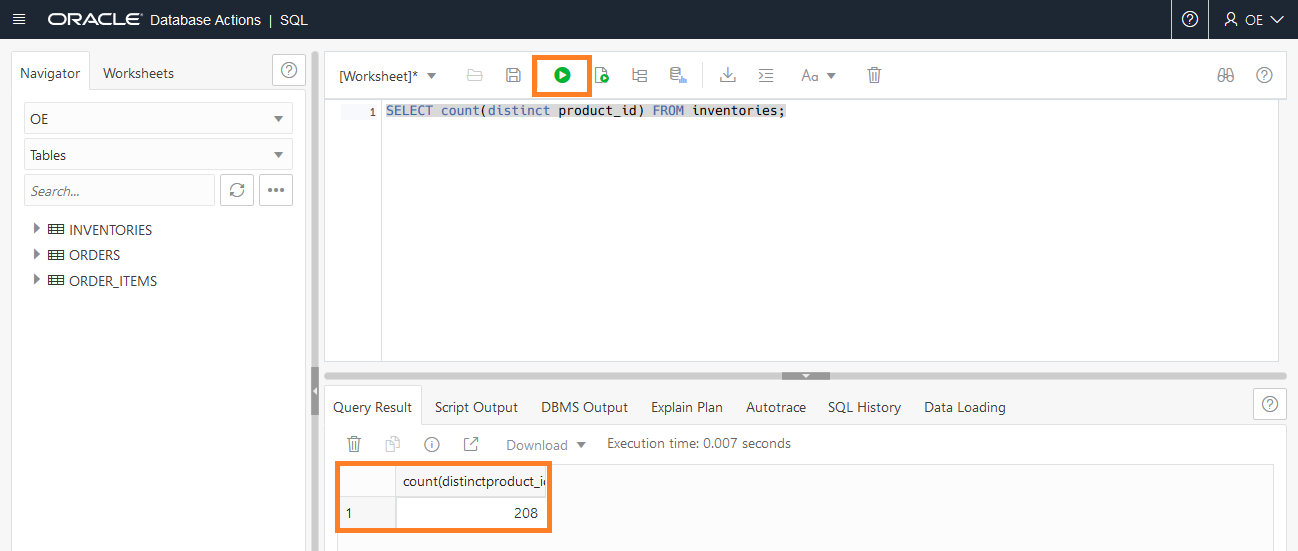 ORACLE® Database Actions | SQL
OE
Navigator
Worksheets
OE
Tables
Search...
INVENTORIES
ORDERS
ORDER_ITEMS
[Worksheet]*
Aa
1 SELECT count(distinct product_id) FROM inventories;
Query Result
Script Output
DBMS Output
Explain Plan
Autotrace
SQL History
Data Loading
Download
Execution time: 0.007 seconds
count(distinctproduct_i
1 208